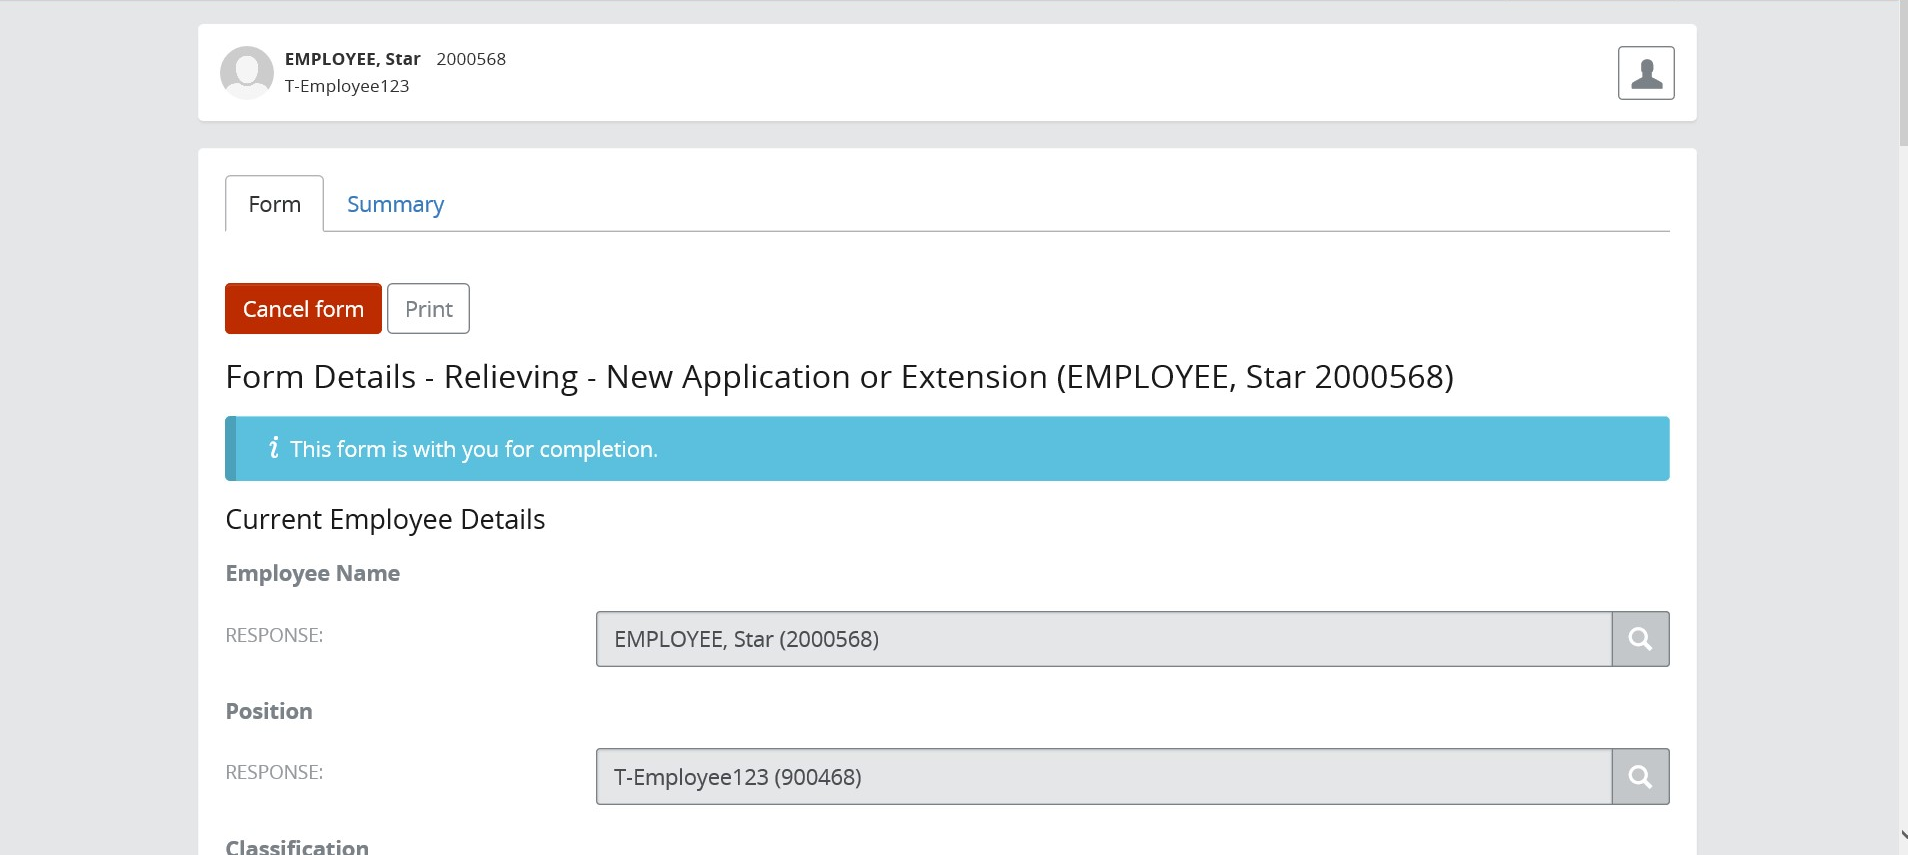 EMPLOYEE, Star 2000568
T-Employee123
Form Summary
Cancel form Print
Form Details - Relieving - New Application or Extension (EMPLOYEE, Star 2000568)
i This form is with you for completion.
Current Employee Details
Employee Name
RESPONSE: EMPLOYEE, Star (2000568)
Position
RESPONSE: T-Employee123 (900468)
Classification